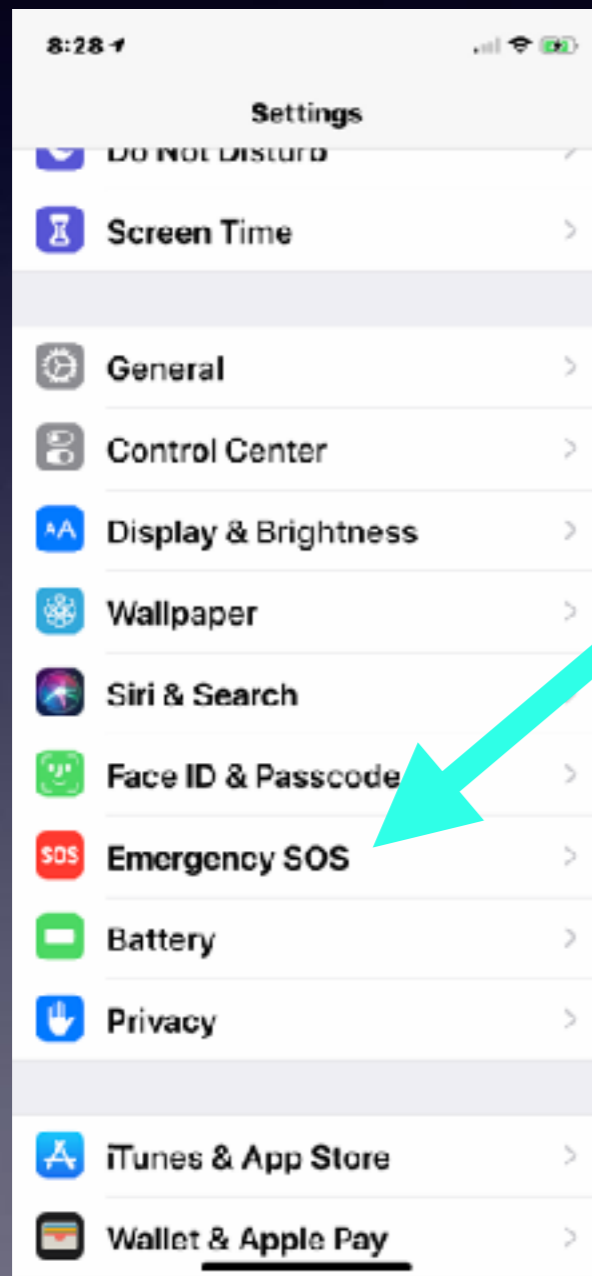 8:28
Settings
Do Not Disturb
Screen Time
General
Control Center
AA Display & Brightness
Wallpaper
Siri & Search
Face ID & Passcode
SOS Emergency SOS
Battery
Privacy
iTunes & App Store
Wallet & Apple Pay